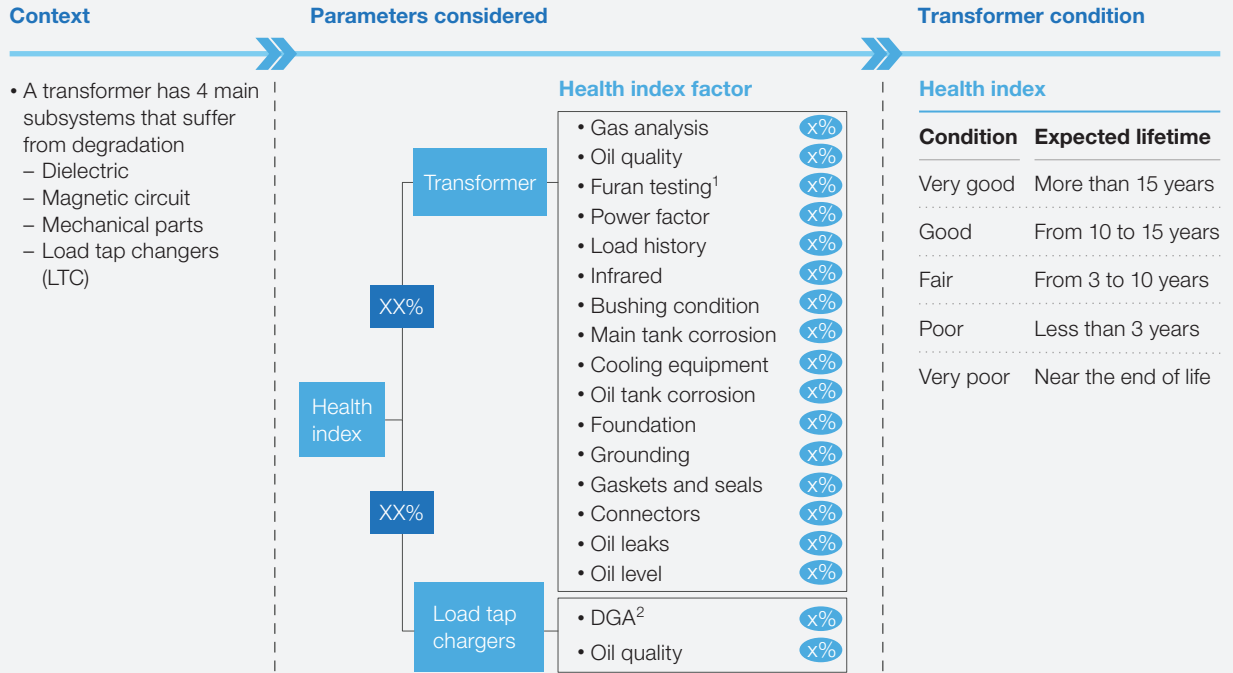 Context
Parameters considered
Transformer condition
• A transformer has 4 main
subsystems that suffer
from degradation
– Dielectric
– Magnetic circuit
– Mechanical parts
– Load tap changers
(LTC)
Health
index
XX%
XX%
Transformer
Load tap
chargers
Health index factor
• Gas analysis x%
• Oil quality x%
• Furan testing¹ x%
• Power factor x%
• Load history x%
• Infrared x%
• Bushing condition x%
• Main tank corrosion x%
• Cooling equipment x%
• Oil tank corrosion x%
• Foundation x%
• Grounding x%
• Gaskets and seals x%
• Connectors x%
• Oil leaks x%
• Oil level x%
• DGA² x%
• Oil quality x%
Health index
Condition Expected lifetime
Very good More than 15 years
Good From 10 to 15 years
Fair From 3 to 10 years
Poor Less than 3 years
Very poor Near the end of life